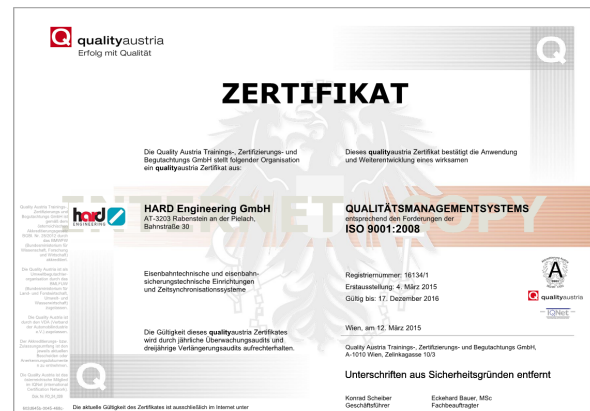 qualityaustria
Erfolg mit Qualität
ZERTIFIKAT
Die Quality Austria Trainings-, Zertifizierungs- und
Begutachtungs GmbH stellt folgender Organisation
ein qualityaustria Zertifikat aus:
Dieses qualityaustria Zertifikat bestätigt die Anwendung
und Weiterentwicklung eines wirksamen
INTERNET COPY
hard
ENGINEERING
HARD Engineering GmbH
AT-3203 Rabenstein an der Pielach,
Bahnstraße 30
QUALITÄTSMANAGEMENTSYSTEMS
entsprechend den Forderungen der
ISO 9001:2008
Eisenbahntechnische und eisenbahn-
sicherungstechnische Einrichtungen
und Zeitsynchronisationssysteme
Registriernummer: 16134/1
Erstausstellung: 4. März 2015
Gültig bis: 17. Dezember 2016
qualityaustria
IQNet
Die Gültigkeit dieses qualityaustria Zertifikates
wird durch jährliche Überwachungsaudits und
dreijährige Verlängerungsaudits aufrechterhalten.
Wien, am 12. März 2015
Quality Austria Trainings-, Zertifizierungs- und Begutachtungs GmbH,
A-1010 Wien, Zelinkagasse 10/3
Unterschriften aus Sicherheitsgründen entfernt
Konrad Scheiber
Geschäftsführer
Eckehard Bauer, MSc
Fachbeauftragter
Die aktuelle Gültigkeit des Zertifikates ist ausschließlich im Internet unter